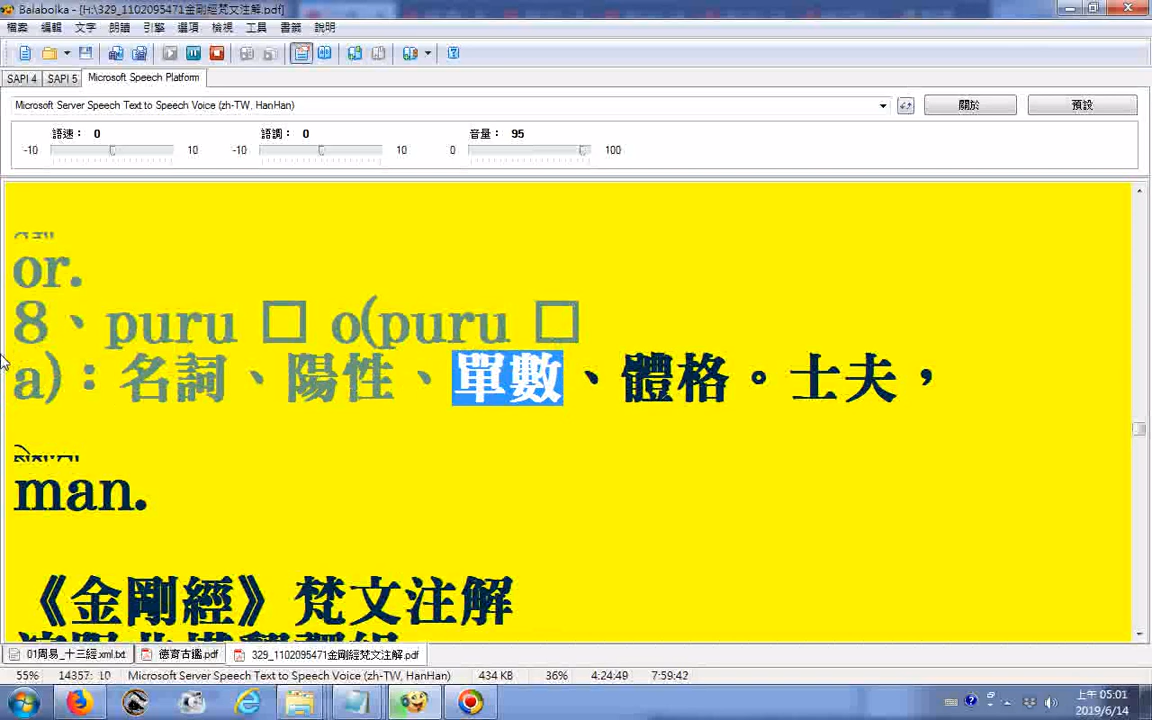 Balabolka - [H:\329_1102095471金剛經梵文注解.pdf]
檔案 編輯 文字 朗讀 引擎 選項 檢視 工具 書籤 說明
SAPI 4 SAPI 5 Microsoft Speech Platform
Microsoft Server Speech Text to Speech Voice (zh-TW, HanHan) 關於 預設
語速： 0 語調： 0 音量： 95
-10 10 -10 10 0 100
or.
8、puru □ o(puru □
a)：名詞、陽性、單數、體格。士夫，
man.
《金剛經》梵文注解
01周易_十三經.xml.txt 德育古鑑.pdf 329_1102095471金剛經梵文注解.pdf
55% 14357: 10 Microsoft Server Speech Text to Speech Voice (zh-TW, HanHan) 434 KB 36% 4:24:49 7:59:42
上午 05:01
2019/6/14